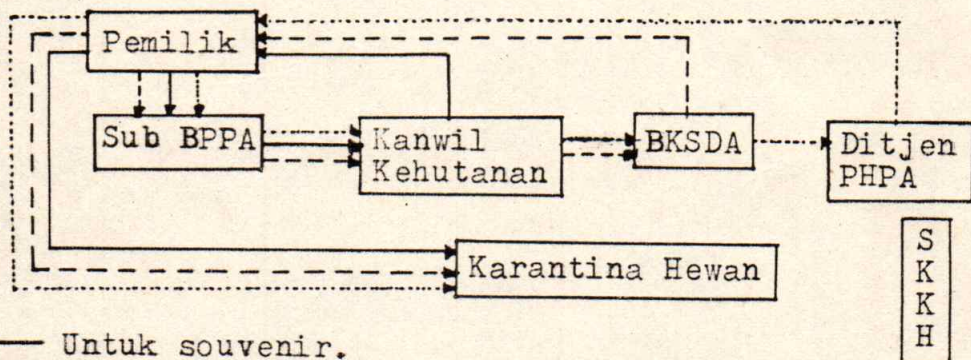 Pemilik
Sub BPPA
Kanwil
Kehutanan
BKSDA
Ditjen
PHPA
Karantina Hewan
S
K
K
H
Untuk souvenir.